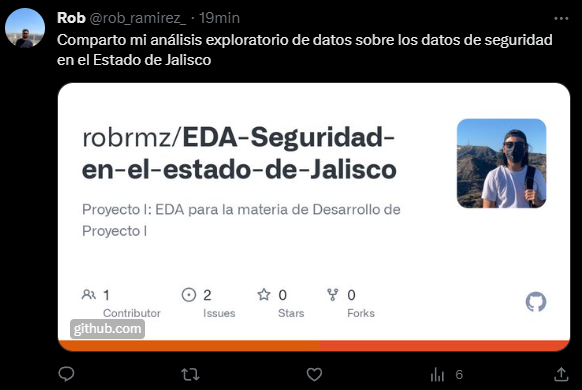 Rob @rob_ramirez_ · 19min
Comparto mi análisis exploratorio de datos sobre los datos de seguridad
en el Estado de Jalisco
robrmz/EDA-Seguridad-
en-el-estado-de-Jalisco
Proyecto I: EDA para la materia de Desarrollo de
Proyecto I
1 2 0 0
Contributor Issues Stars Forks
github.com
6